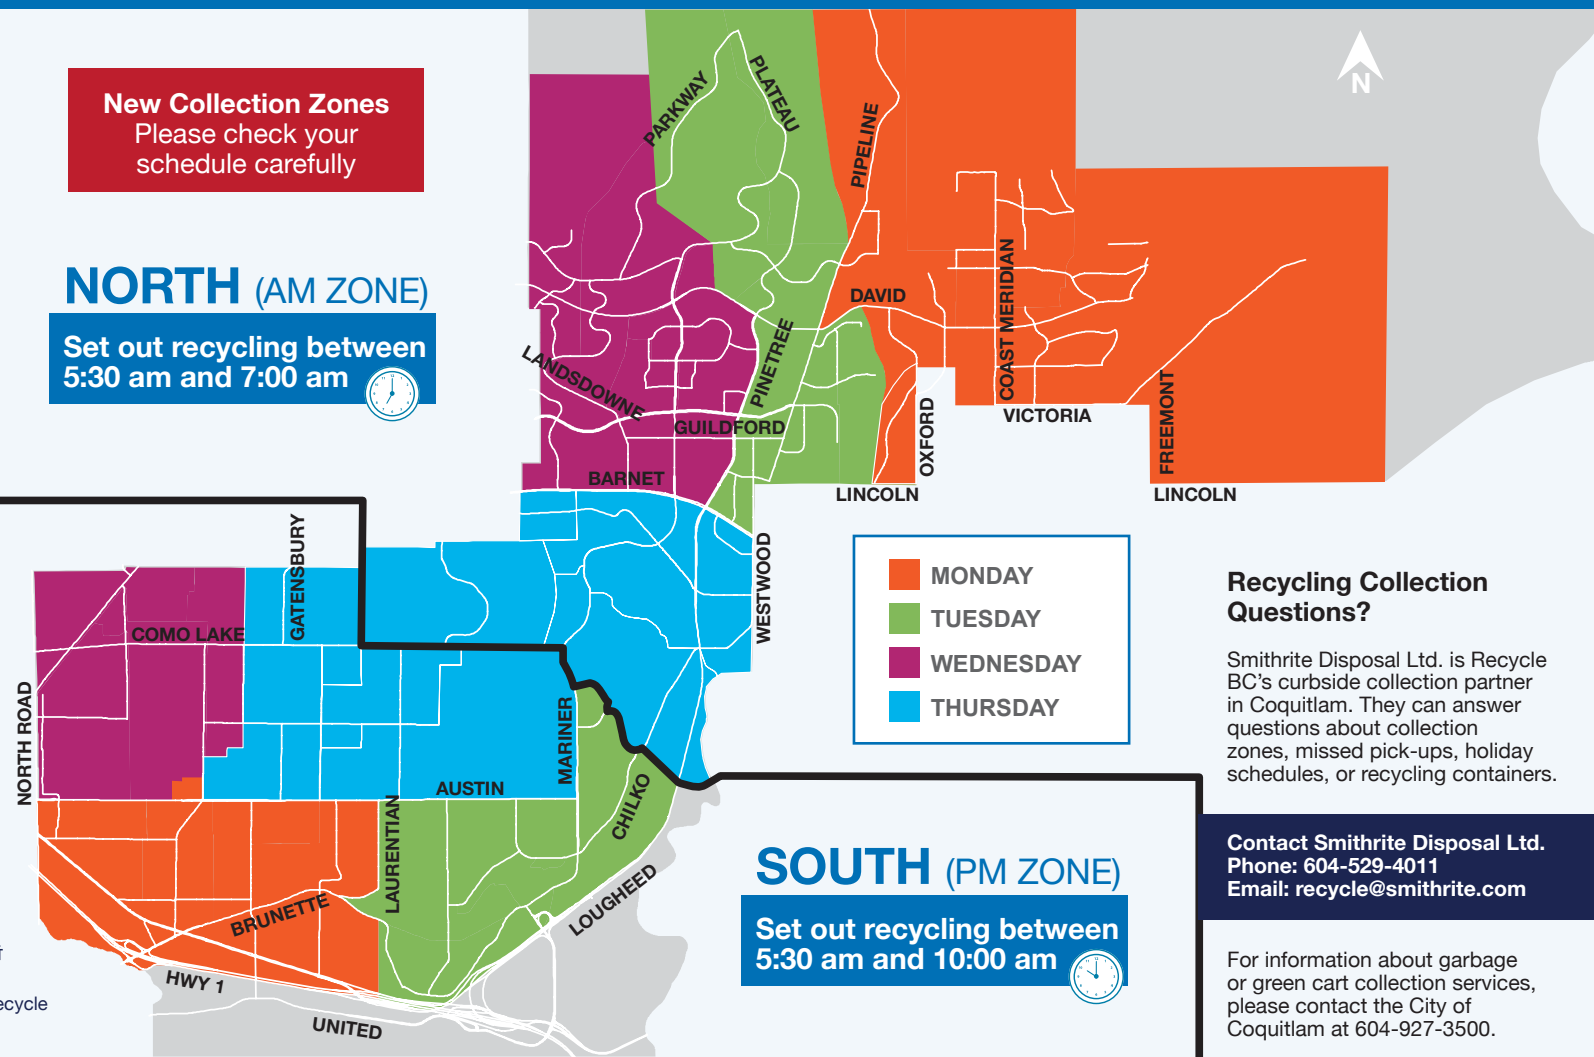 New Collection Zones
Please check your
schedule carefully
NORTH (AM ZONE)
Set out recycling between
5:30 am and 7:00 am
N
PARKWAY
PLATEAU
PIPELINE
DAVID
COAST MERIDIAN
PINETREE
LANDSDOWNE
GUILDFORD
OXFORD
VICTORIA
FREEMONT
BARNET
LINCOLN
LINCOLN
GATENSBURY
WESTWOOD
COMO LAKE
NORTH ROAD
MARINER
AUSTIN
CHILKO
LAURENTIAN
BRUNETTE
LOUGHEED
HWY 1
UNITED
MONDAY
TUESDAY
WEDNESDAY
THURSDAY
SOUTH (PM ZONE)
Set out recycling between
5:30 am and 10:00 am
Recycling Collection
Questions?
Smithrite Disposal Ltd. is Recycle
BC's curbside collection partner
in Coquitlam. They can answer
questions about collection
zones, missed pick-ups, holiday
schedules, or recycling containers.
Contact Smithrite Disposal Ltd.
Phone: 604-529-4011
Email: recycle@smithrite.com
For information about garbage
or green cart collection services,
please contact the City of
Coquitlam at 604-927-3500.
ecycle